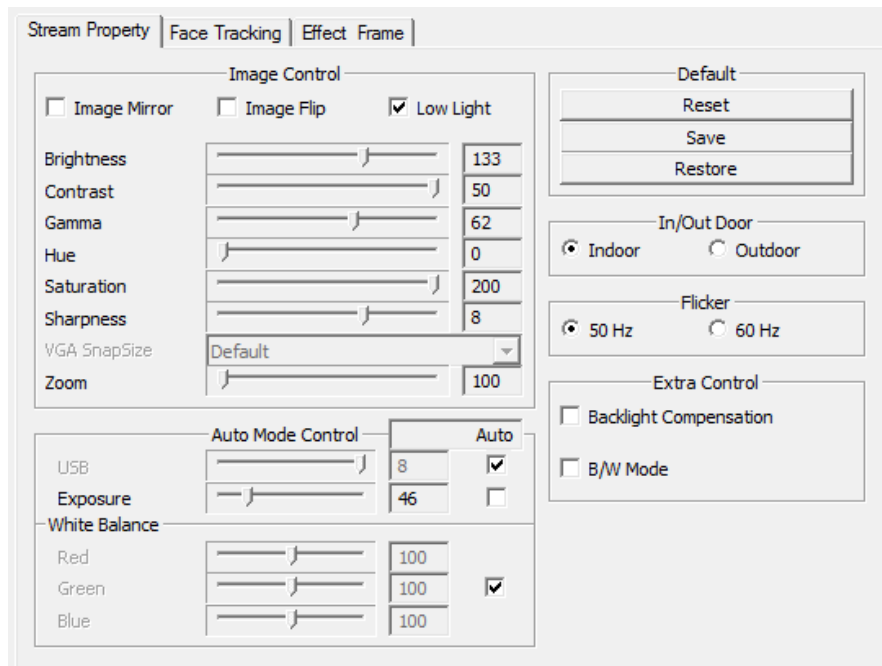 Stream Property Face Tracking Effect Frame
Image Control
Image Mirror Image Flip Low Light
Brightness 133
Contrast 50
Gamma 62
Hue 0
Saturation 200
Sharpness 8
VGA SnapSize Default
Zoom 100
Auto Mode Control Auto
USB 8
Exposure 46
White Balance
Red 100
Green 100
Blue 100
Default
Reset
Save
Restore
In/Out Door
Indoor Outdoor
Flicker
50 Hz 60 Hz
Extra Control
Backlight Compensation
B/W Mode